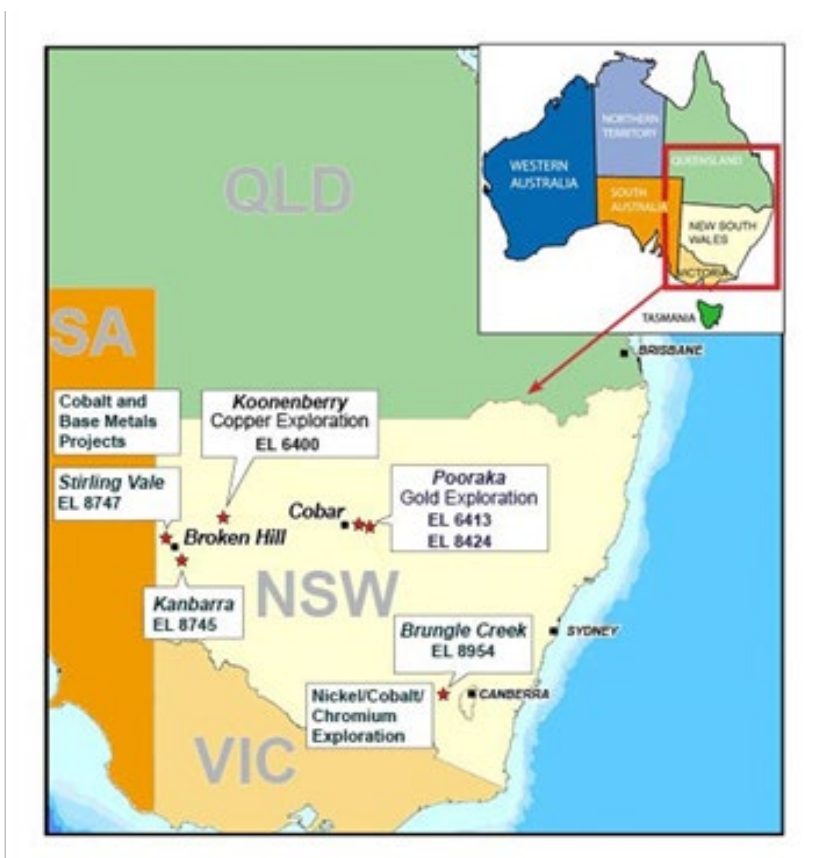 QLD
WESTERN
AUSTRALIA
NORTHERN
TERRITORY
QUEENSLAND
SOUTH
AUSTRALIA
NEW SOUTH
WALES
VICTORIA
TASMANIA
SA
BRISBANE
Cobalt and
Base Metals
Projects
Koonenberry
Copper Exploration
EL 6400
Stirling Vale
EL 8747
Pooraka
Gold Exploration
EL 6413
EL 8424
Cobar
Broken Hill
Kanbarra
EL 8745
NSW
Brungle Creek
EL 8954
SYDNEY
Nickel/Cobalt/
Chromium
Exploration
CANBERRA
VIC